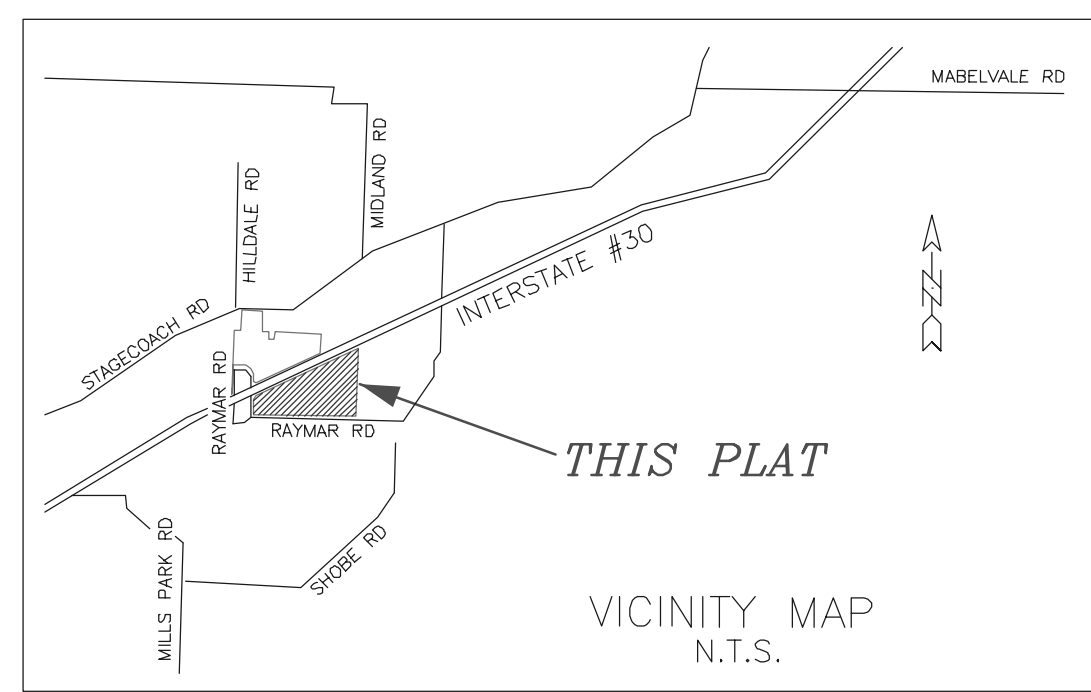 MABELVALE RD
MIDLAND RD
HILLDALE RD
INTERSTATE #30
N
STAGECOACH RD
RAYMAR RD
RAYMAR RD
THIS PLAT
MILLS PARK RD
SHOBE RD
VICINITY MAP
N.T.S.